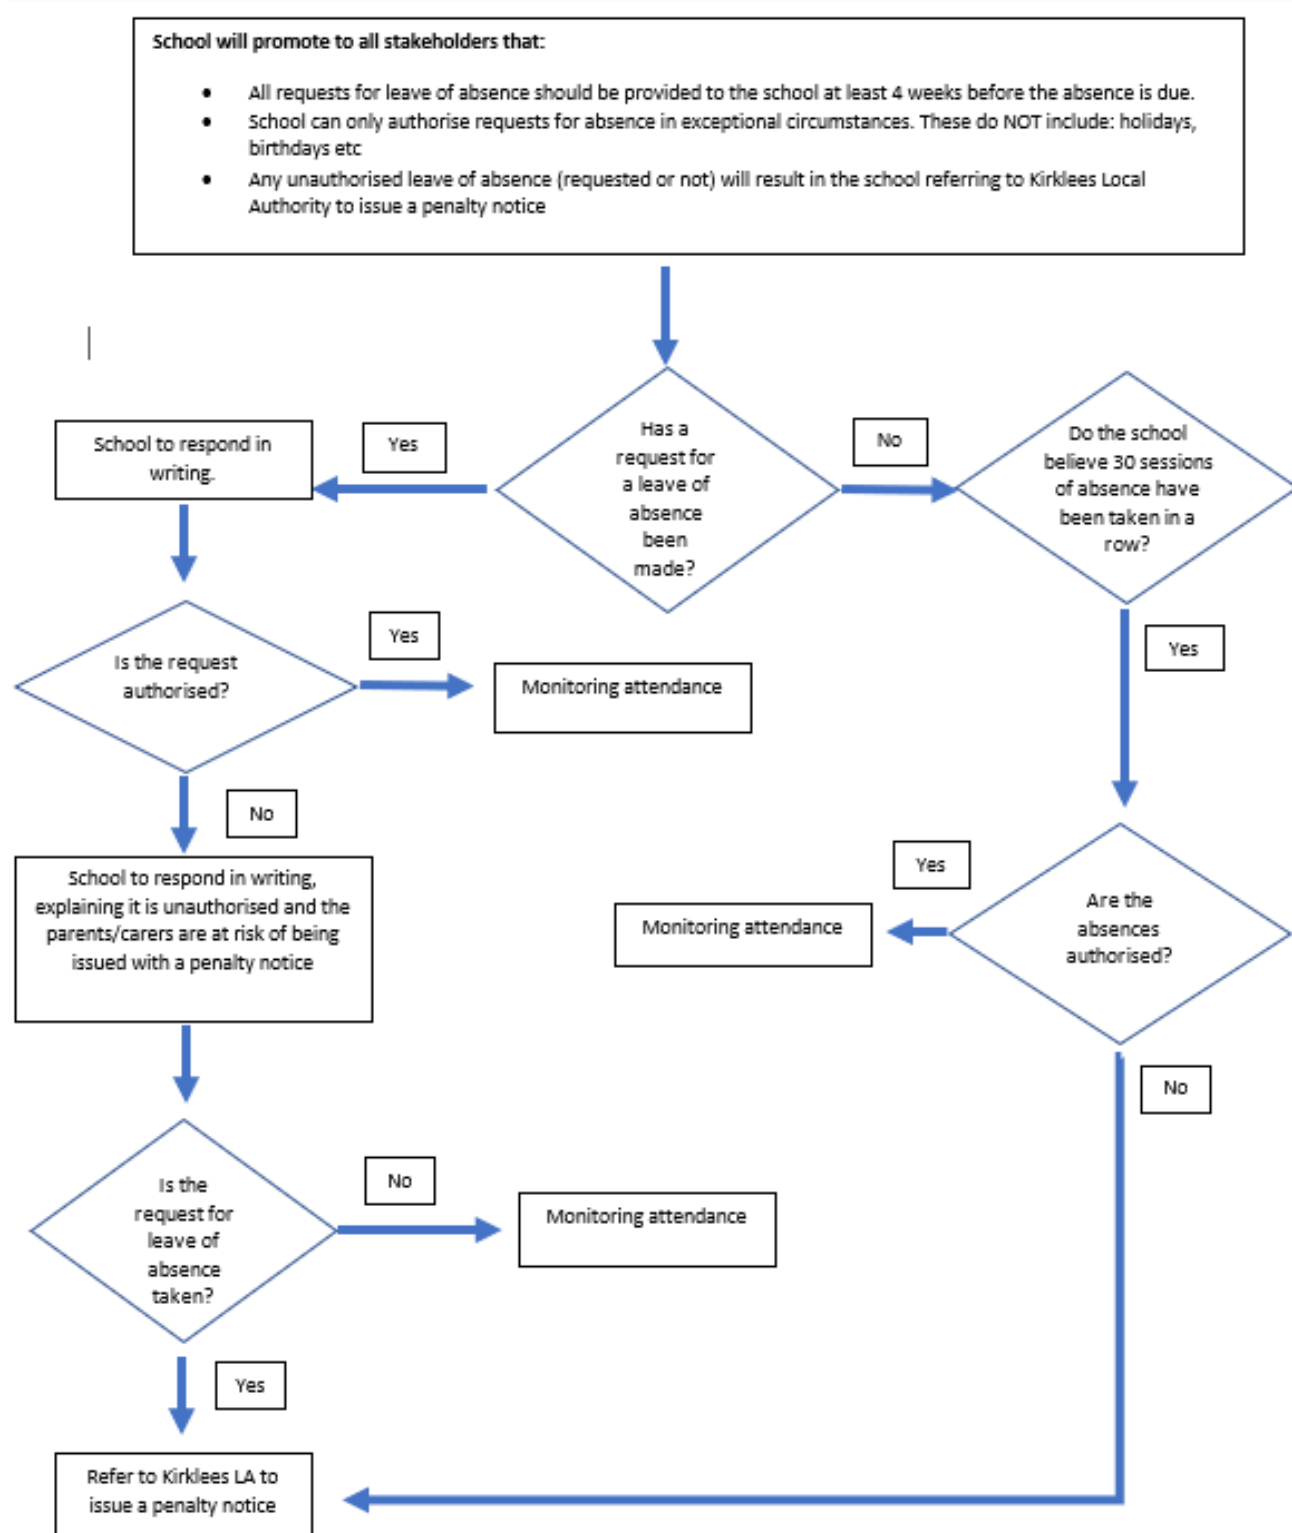 School will promote to all stakeholders that:
• All requests for leave of absence should be provided to the school at least 4 weeks before the absence is due.
• School can only authorise requests for absence in exceptional circumstances. These do NOT include: holidays,
birthdays etc
• Any unauthorised leave of absence (requested or not) will result in the school referring to Kirklees Local
Authority to issue a penalty notice
Has a
request for
a leave of
absence
been
made?
Yes
School to respond in
writing.
No
Do the school
believe 30 sessions
of absence have
been taken in a
row?
Is the request
authorised?
Yes
Monitoring attendance
Yes
No
School to respond in writing,
explaining it is unauthorised and the
parents/carers are at risk of being
issued with a penalty notice
Yes
Monitoring attendance
Are the
absences
authorised?
No
Is the
request for
leave of
absence
taken?
No
Monitoring attendance
Yes
Refer to Kirklees LA to
issue a penalty notice